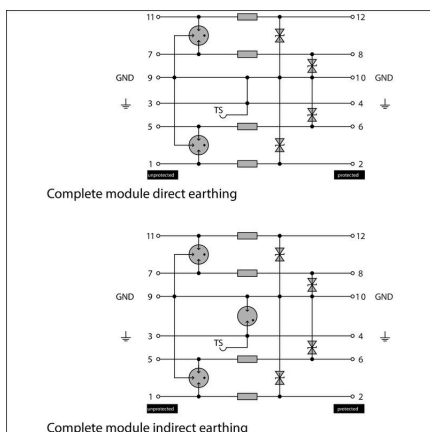 11 12
7 8
GND 9 10 GND
3 4
TS
5 6
1 2
unprotected protected
Complete module direct earthing
11 12
7 8
GND 9 10 GND
3 4
TS
5 6
1 2
unprotected protected
Complete module indirect earthing